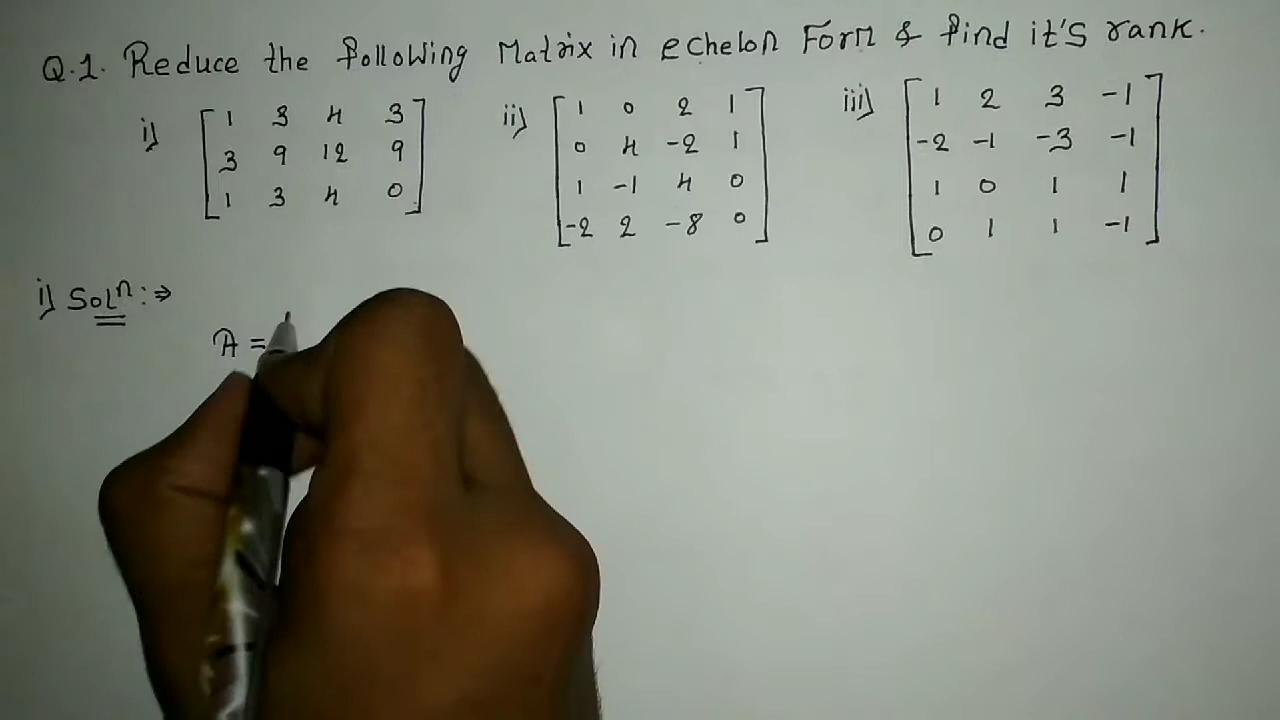 Q.1. Reduce the following Matrix in echelon Form & find it's rank.
i) [ 1 3 4 3 ii) [ 1 0 2 1 iii) [ 1 2 3 -1
3 9 12 9 0 4 -2 1 -2 -1 -3 -1
1 3 4 0 ] 1 -1 4 0 1 0 1 1
-2 2 -8 0 ] 0 1 1 -1 ]
i) Solⁿ :⇒
A =